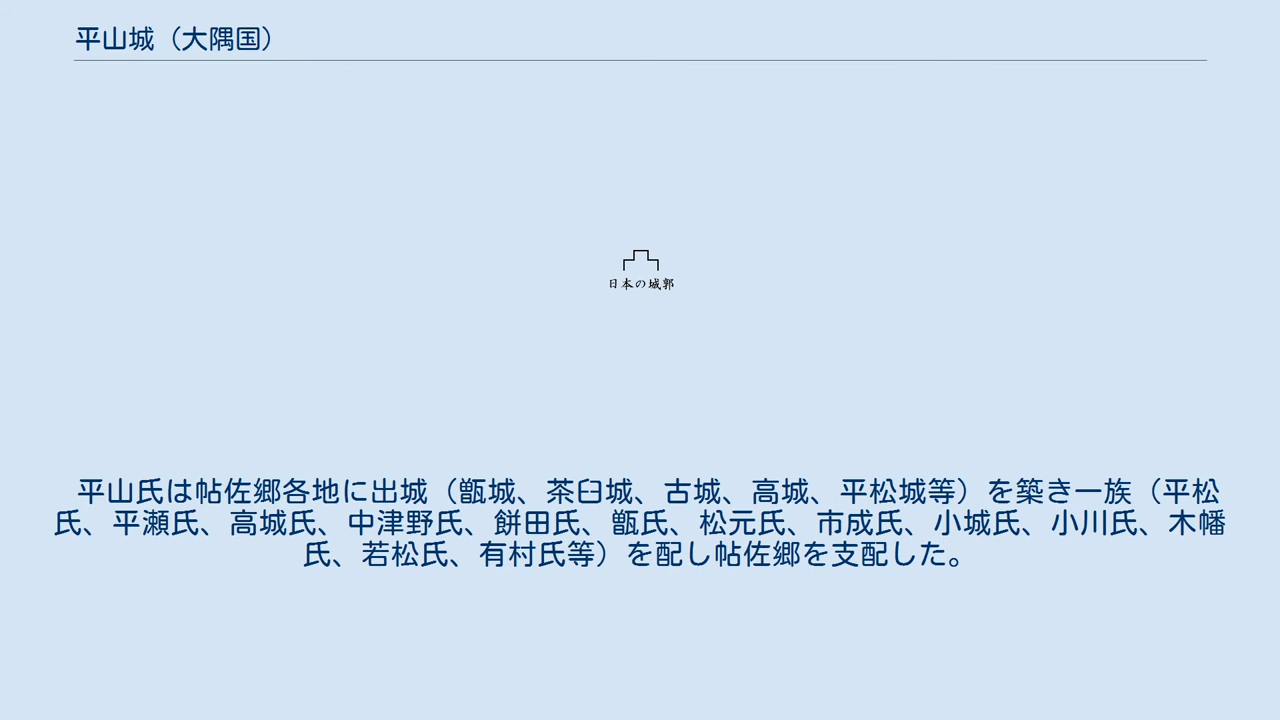 平山城（大隅国）
日本の城郭
平山氏は帖佐郷各地に出城（甑城、茶臼城、古城、高城、平松城等）を築き一族（平松
氏、平瀬氏、高城氏、中津野氏、餅田氏、甑氏、松元氏、市成氏、小城氏、小川氏、木幡
氏、若松氏、有村氏等）を配し帖佐郷を支配した。